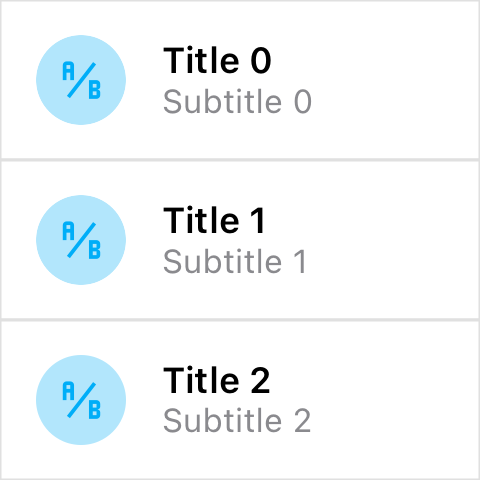 A/B
Title 0
Subtitle 0
A/B
Title 1
Subtitle 1
A/B
Title 2
Subtitle 2